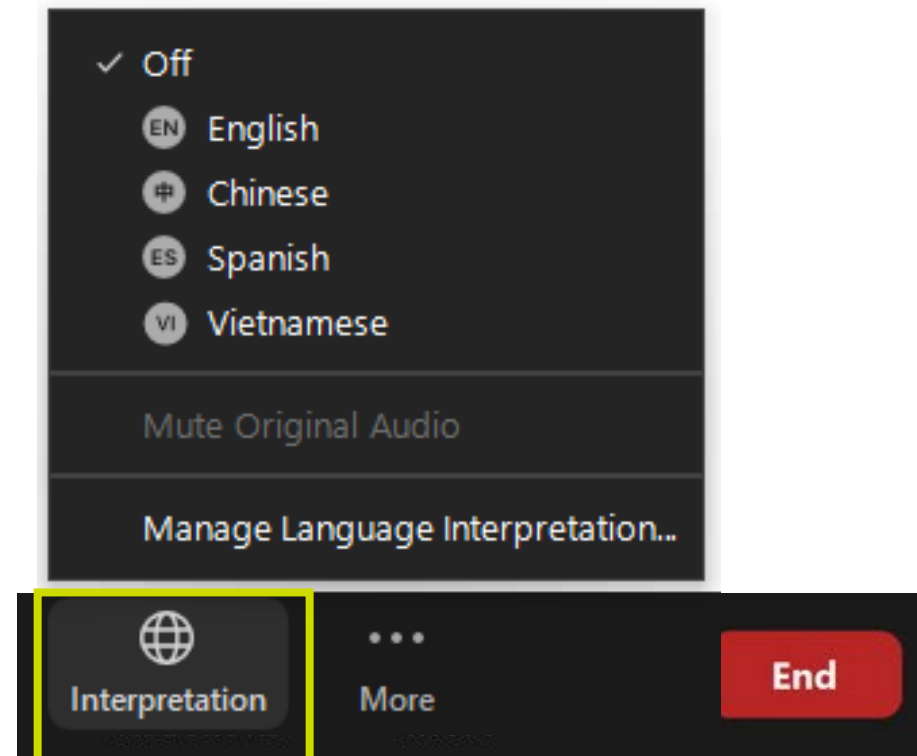 ✓ Off
EN English
中 Chinese
ES Spanish
VI Vietnamese
Mute Original Audio
Manage Language Interpretation...
Interpretation
More
End